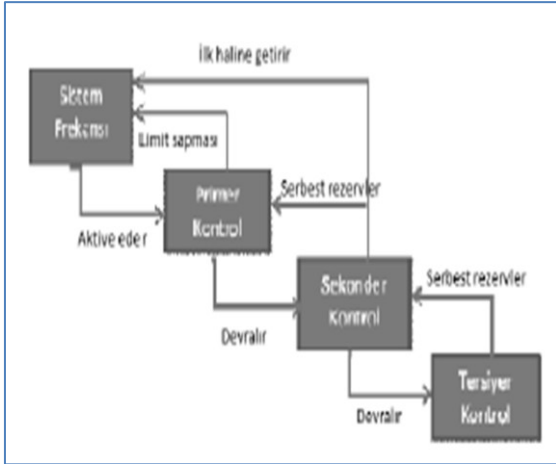 İlk haline getirir
Sistem
Frekansı
Limit sapması
Primer
Kontrol
Serbest rezervler
Aktive eder
Sekonder
Kontrol
Serbest rezervler
Devralır
Tersiyer
Kontrol
Devralır